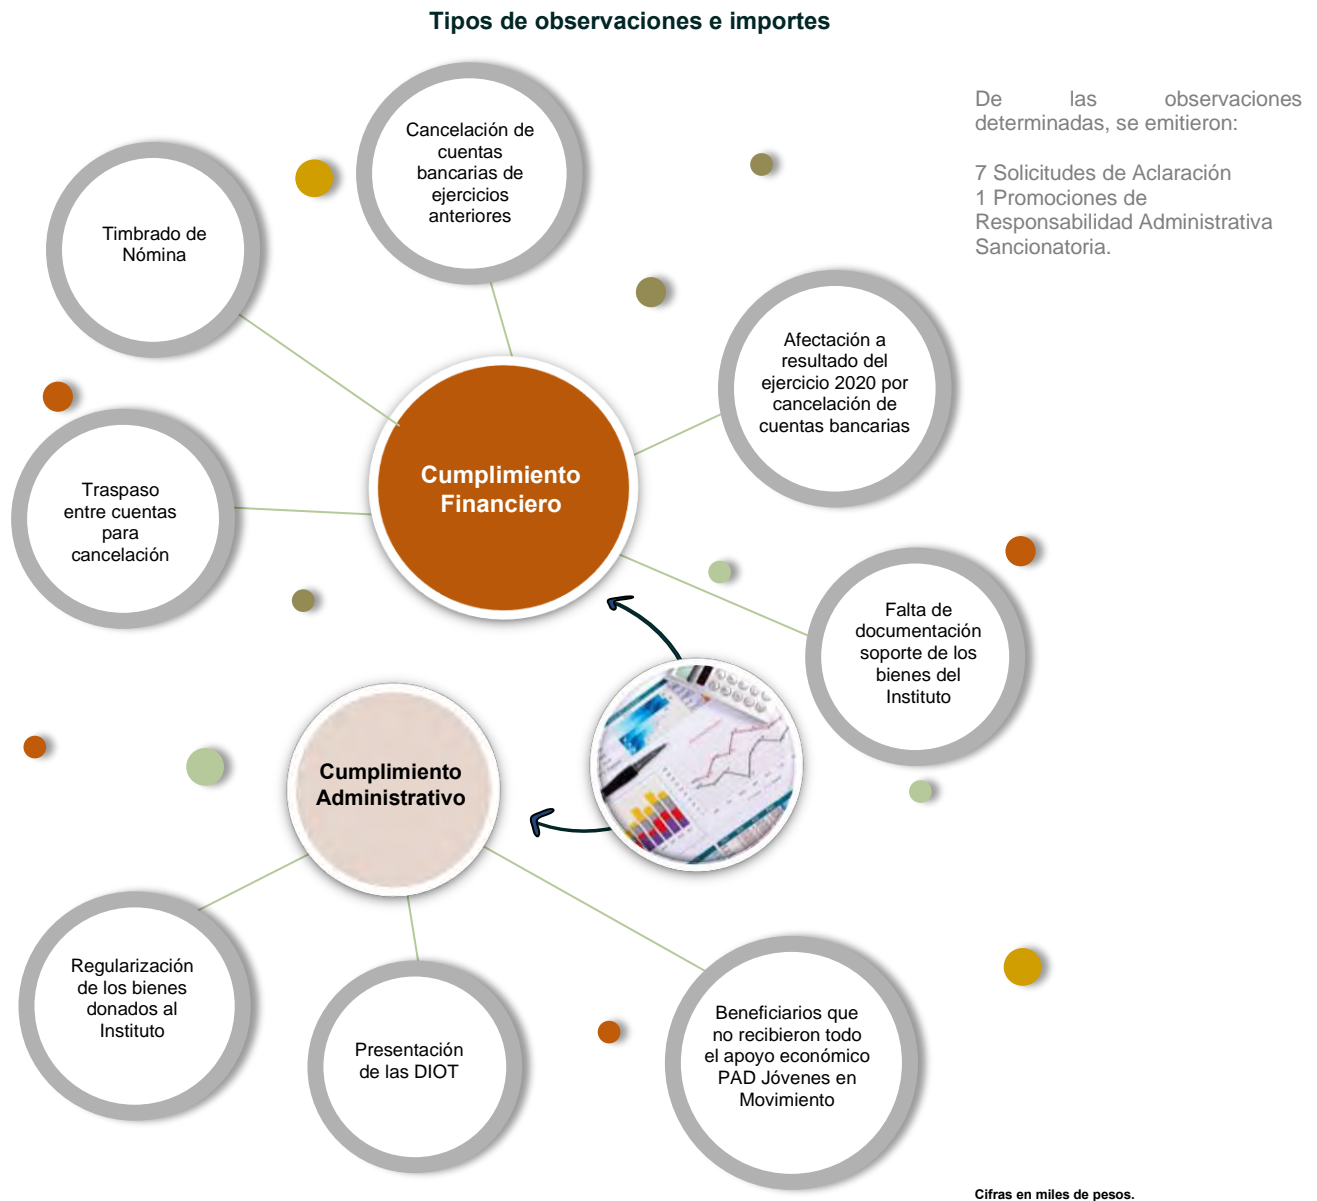 Tipos de observaciones e importes
De las observaciones
determinadas, se emitieron:
7 Solicitudes de Aclaración
1 Promociones de
Responsabilidad Administrativa
Sancionatoria.
Cancelación de
cuentas
bancarias de
ejercicios
anteriores
Timbrado de
Nómina
Afectación a
resultado del
ejercicio 2020 por
cancelación de
cuentas bancarias
Cumplimiento
Financiero
Traspaso
entre cuentas
para
cancelación
Falta de
documentación
soporte de los
bienes del
Instituto
Cumplimiento
Administrativo
Regularización
de los bienes
donados al
Instituto
Presentación
de las DIOT
Beneficiarios que
no recibieron todo
el apoyo económico
PAD Jóvenes en
Movimiento
Cifras en miles de pesos.